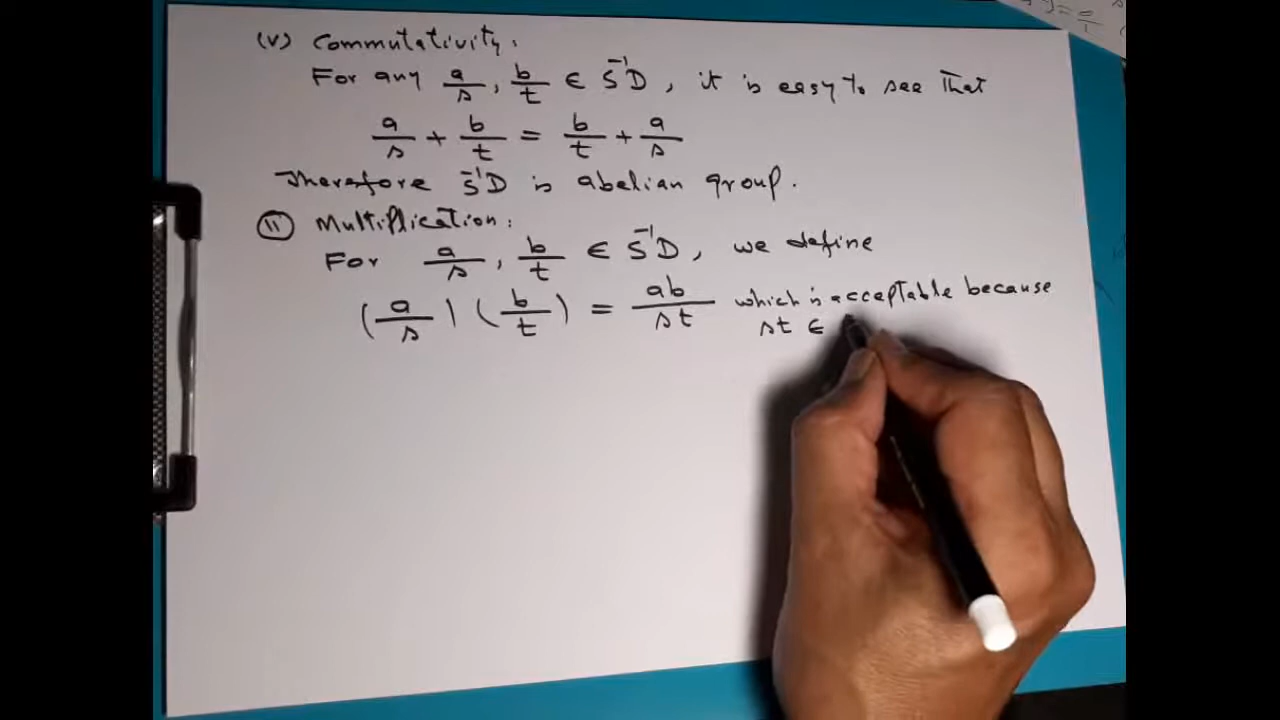 (v) Commutativity:
For any a/s, b/t ∈ S⁻¹D, it is easy to see that
a/s + b/t = b/t + a/s
Therefore S⁻¹D is abelian group.
(ii) Multiplication:
For a/s, b/t ∈ S⁻¹D, we define
(a/s) (b/t) = ab/st which is acceptable because
st ∈